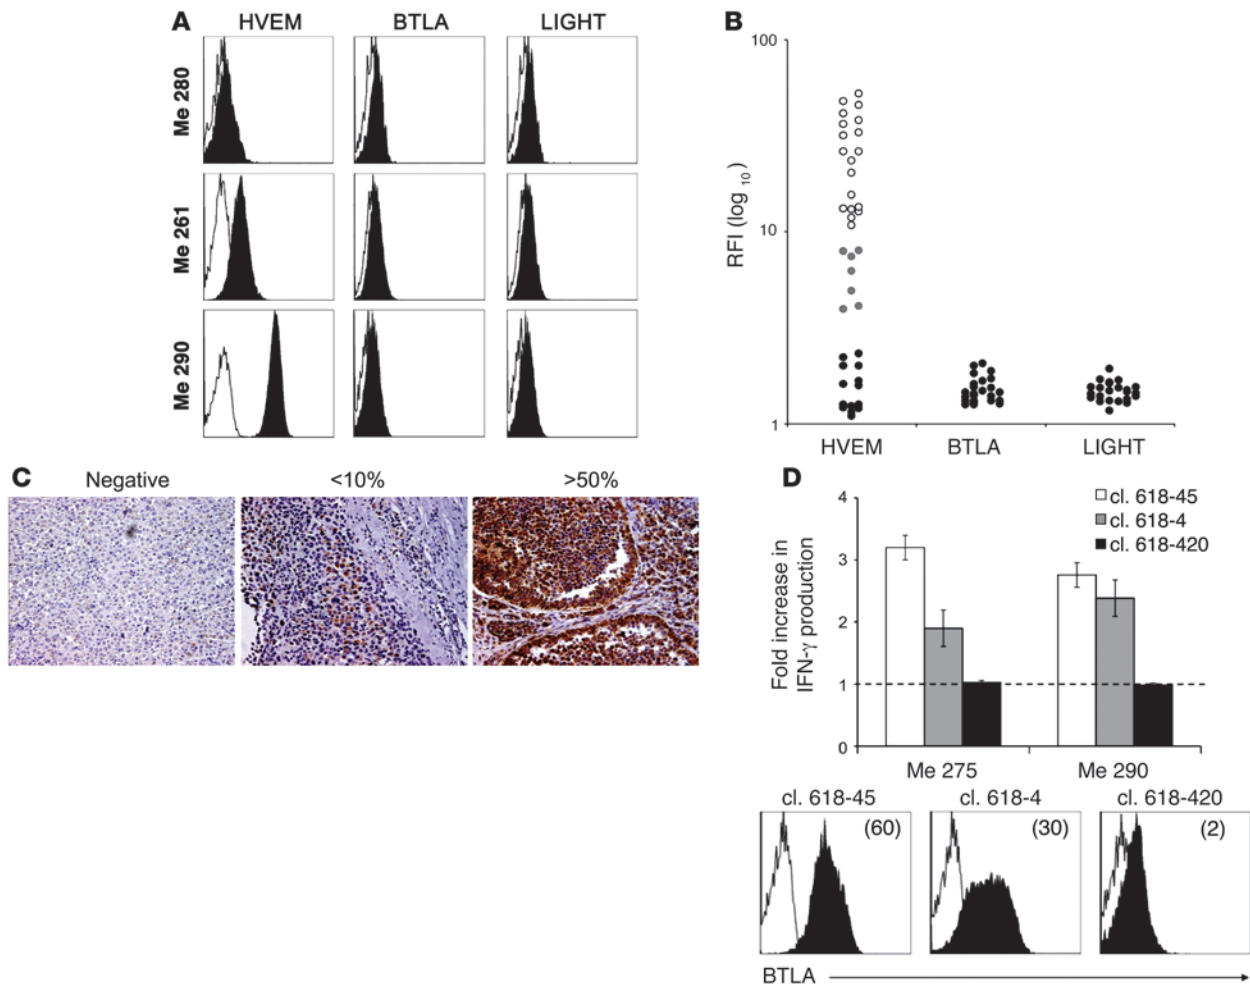 A
HVEM BTLA LIGHT
Me 280
Me 261
Me 290
B
RFI (log 10)
100
10
1
HVEM BTLA LIGHT
C
Negative <10% >50%
D
Fold increase in
IFN-γ production
4
3
2
1
0
cl. 618-45
cl. 618-4
cl. 618-420
Me 275 Me 290
cl. 618-45 cl. 618-4 cl. 618-420
(60) (30) (2)
BTLA